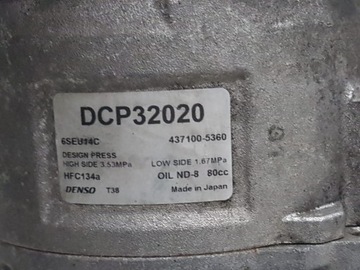 DCP32020
6SEU14C 437100-5360
DESIGN PRESS
HIGH SIDE 3.53MPa LOW SIDE 1.67MPa
HFC134a OIL ND-8 80cc
DENSO T38 Made in Japan